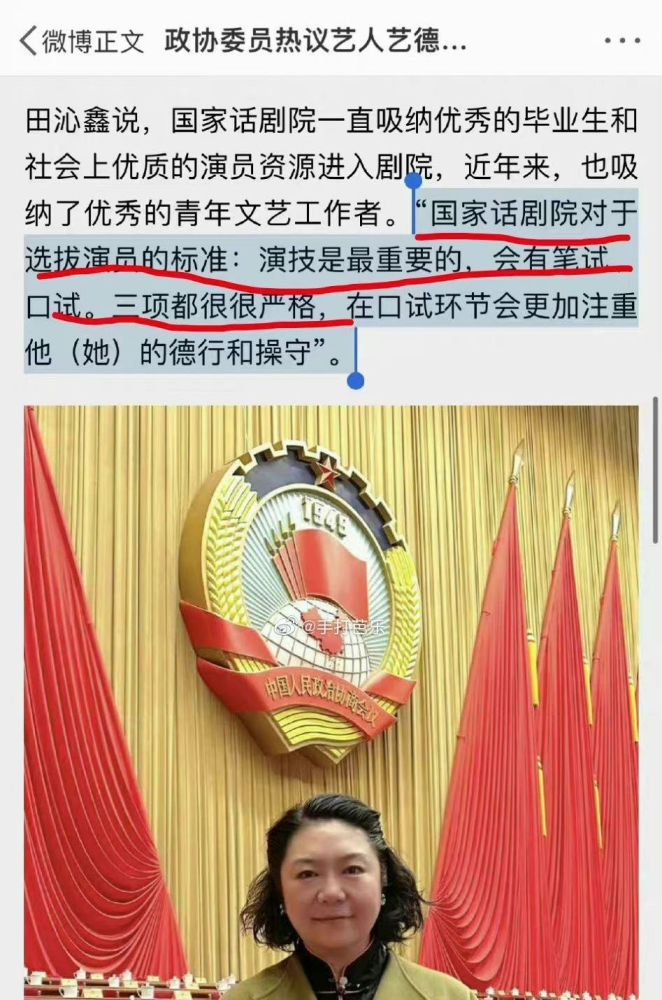 微博正文 政协委员热议艺人艺德...
田沁鑫说，国家话剧院一直吸纳优秀的毕业生和
社会上优质的演员资源进入剧院，近年来，也吸
纳了优秀的青年文艺工作者。“国家话剧院对于
选拔演员的标准：演技是最重要的，会有笔试、
口试。三项都很很严格，在口试环节会更加注重
他（她）的德行和操守”。
1949
@手打芭乐
中国人民政治协商会议